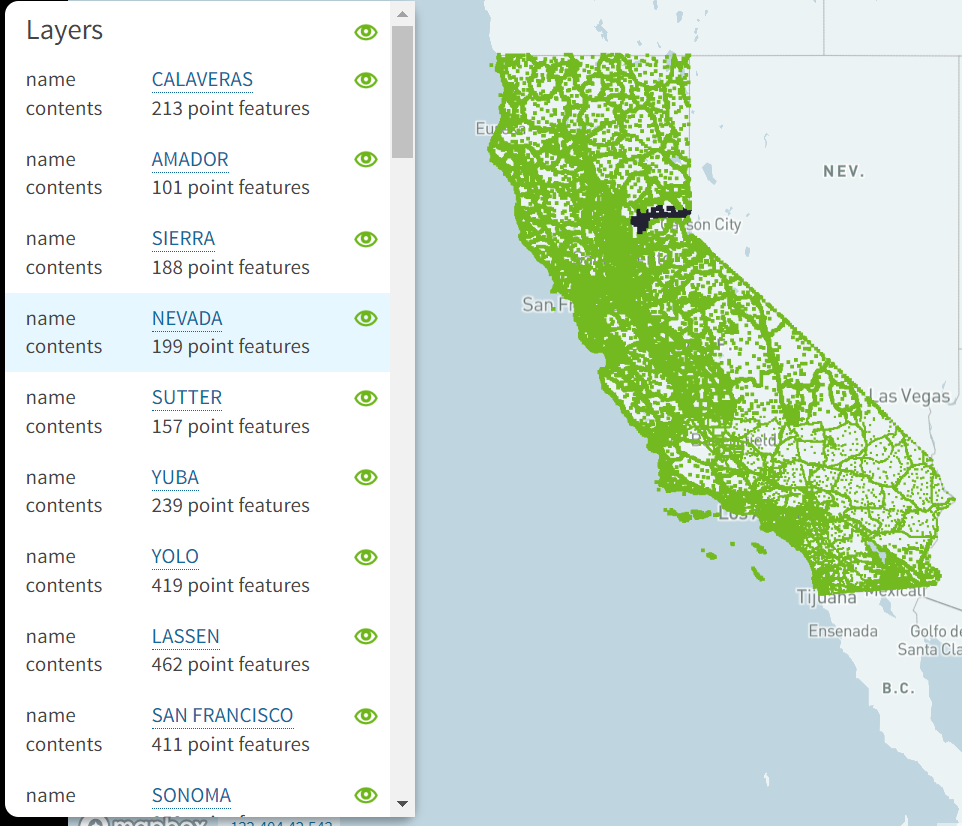 Layers
name CALAVERAS
contents 213 point features
name AMADOR
contents 101 point features
name SIERRA
contents 188 point features
name NEVADA
contents 199 point features
name SUTTER
contents 157 point features
name YUBA
contents 239 point features
name YOLO
contents 419 point features
name LASSEN
contents 462 point features
name SAN FRANCISCO
contents 411 point features
name SONOMA
mapbox
NEV.
Carson City
San Fr
Las Vegas
Los A
Tijuana
Mexicali
Ensenada
Golfo de
Santa Cla
B.C.